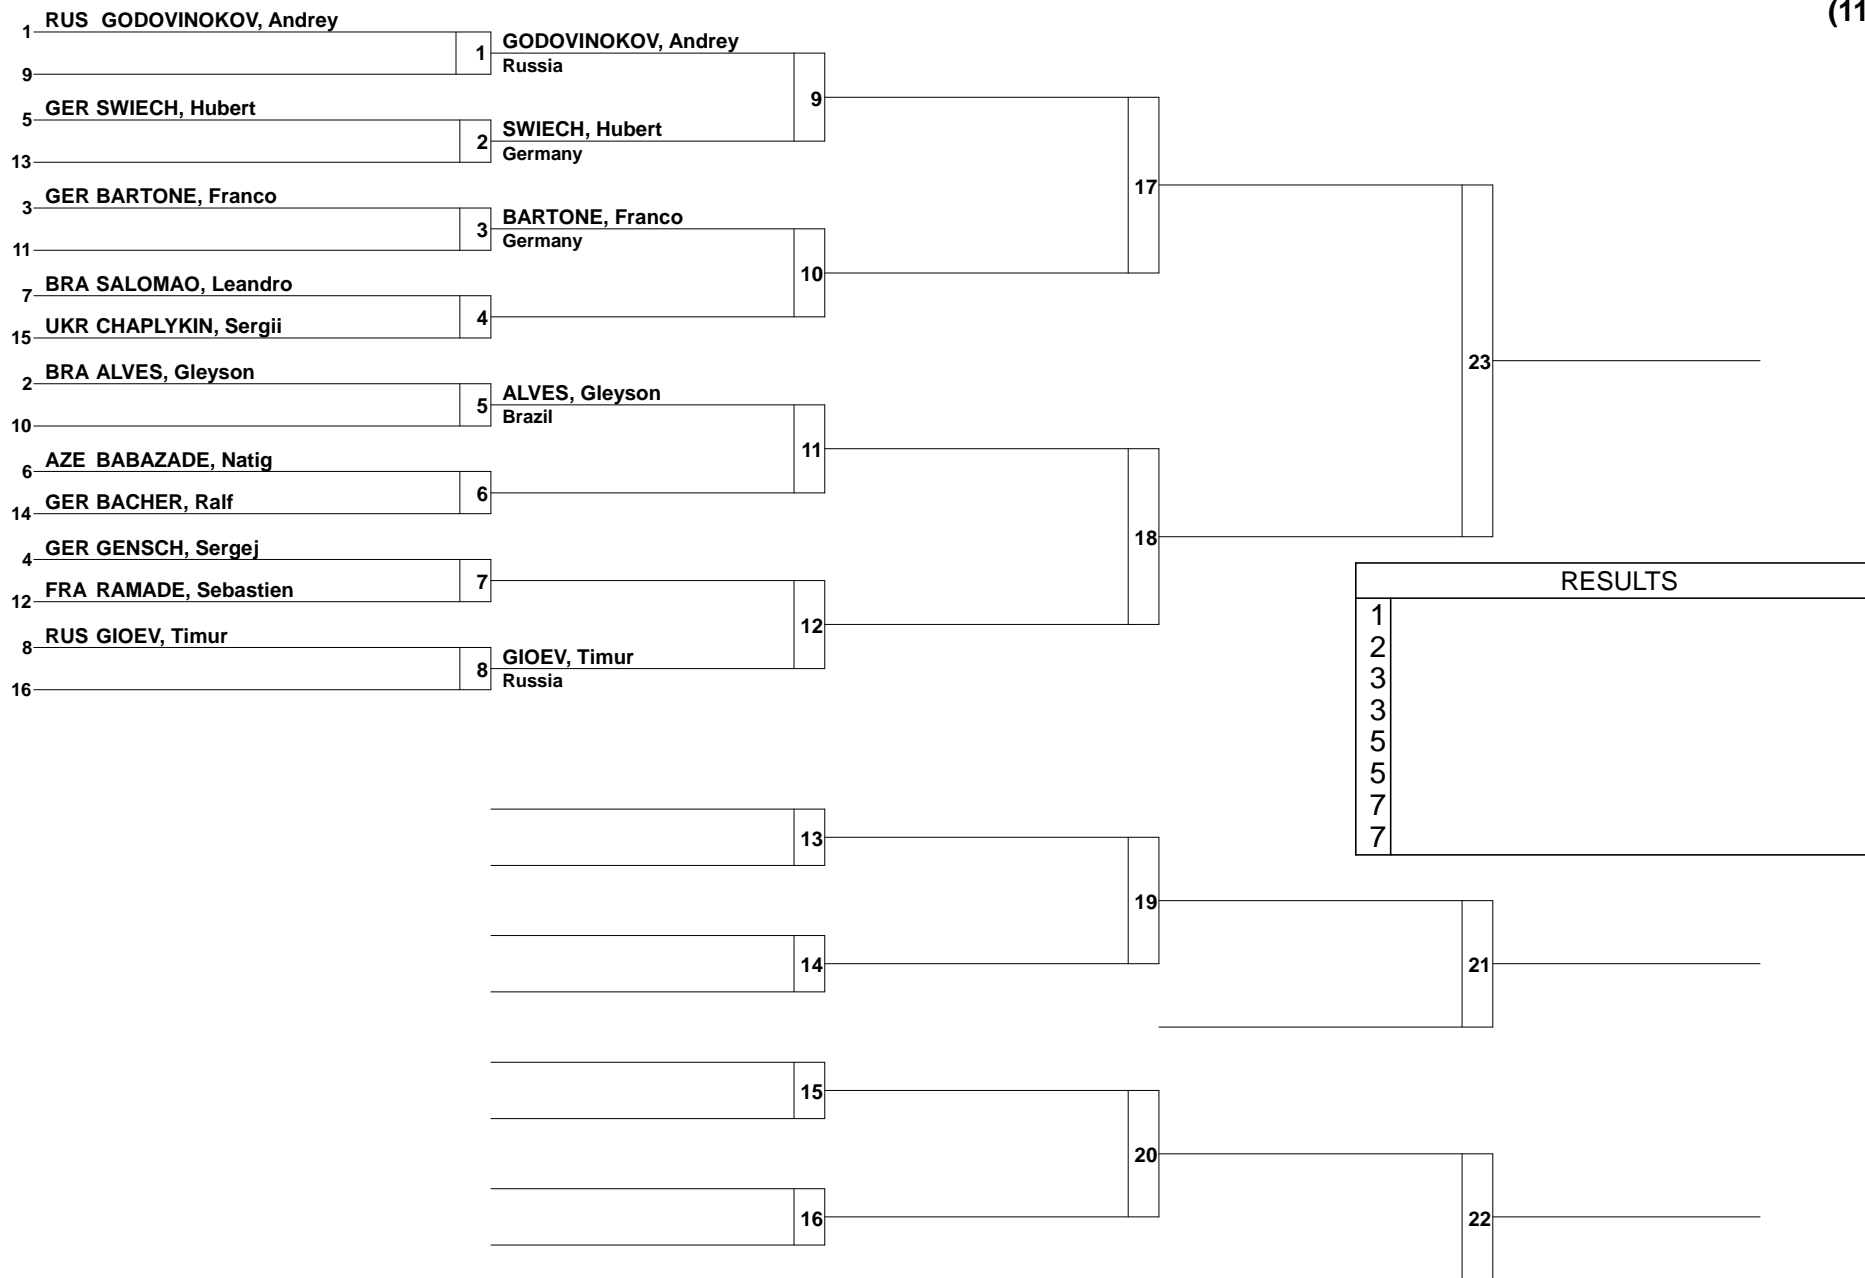 (11
1 RUS GODOVINOKOV, Andrey
1
GODOVINOKOV, Andrey
Russia
9
9
5 GER SWIECH, Hubert
2
SWIECH, Hubert
Germany
13
17
3 GER BARTONE, Franco
3
BARTONE, Franco
Germany
11
10
7 BRA SALOMAO, Leandro
4
15 UKR CHAPLYKIN, Sergii
23
2 BRA ALVES, Gleyson
5
ALVES, Gleyson
Brazil
10
11
6 AZE BABAZADE, Natig
6
14 GER BACHER, Ralf
18
4 GER GENSCH, Sergej
7
12 FRA RAMADE, Sebastien
12
8 RUS GIOEV, Timur
8
GIOEV, Timur
Russia
16
RESULTS
1
2
3
3
5
5
7
7
13
19
14
21
15
20
16
22